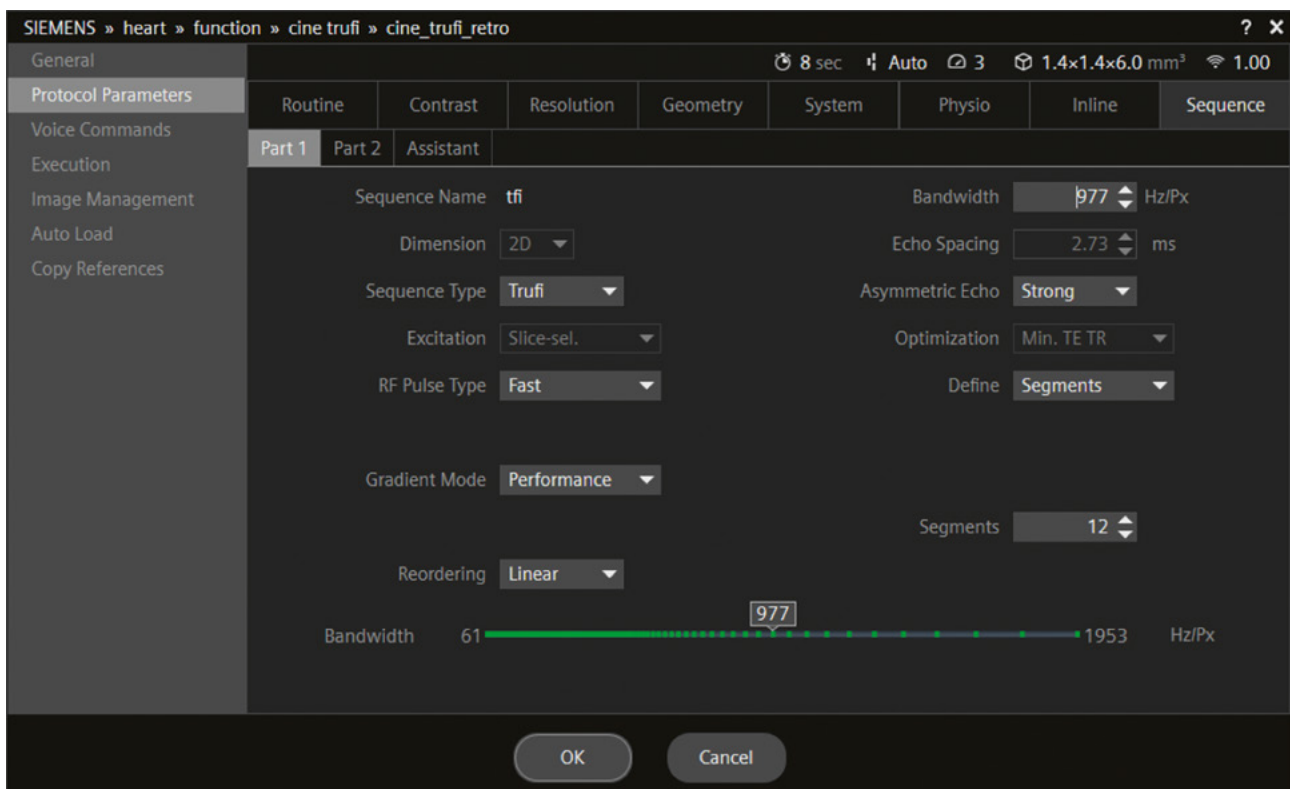 SIEMENS » heart » function » cine trufi » cine_trufi_retro ? ×
General
8 sec Auto 3 1.4×1.4×6.0 mm³ 1.00
Protocol Parameters
Routine Contrast Resolution Geometry System Physio Inline Sequence
Voice Commands
Part 1 Part 2 Assistant
Execution
Image Management
Auto Load
Copy References
Sequence Name tfi Bandwidth 977 Hz/Px
Dimension 2D Echo Spacing 2.73 ms
Sequence Type Trufi Asymmetric Echo Strong
Excitation Slice-sel. Optimization Min. TE TR
RF Pulse Type Fast Define Segments
Gradient Mode Performance
Segments 12
Reordering Linear
977
Bandwidth 61 1953 Hz/Px
OK Cancel